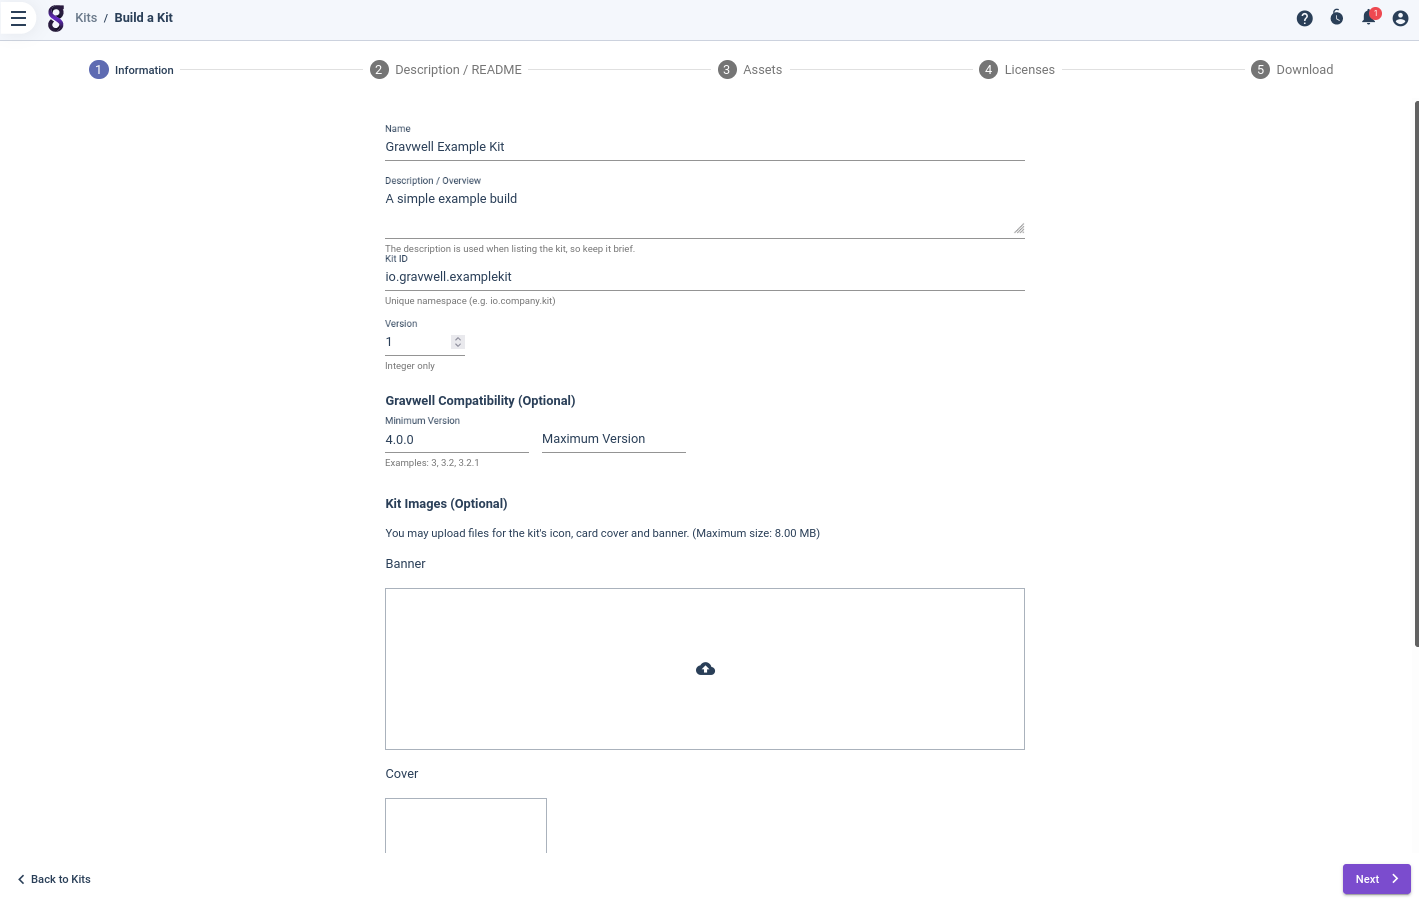 Kits / Build a Kit
1
1 Information
2 Description / README
3 Assets
4 Licenses
5 Download
Name
Gravwell Example Kit
Description / Overview
A simple example build
The description is used when listing the kit, so keep it brief.
Kit ID
io.gravwell.examplekit
Unique namespace (e.g. io.company.kit)
Version
1
Integer only
Gravwell Compatibility (Optional)
Minimum Version
4.0.0
Maximum Version
Examples: 3, 3.2, 3.2.1
Kit Images (Optional)
You may upload files for the kit's icon, card cover and banner. (Maximum size: 8.00 MB)
Banner
Cover
Back to Kits
Next